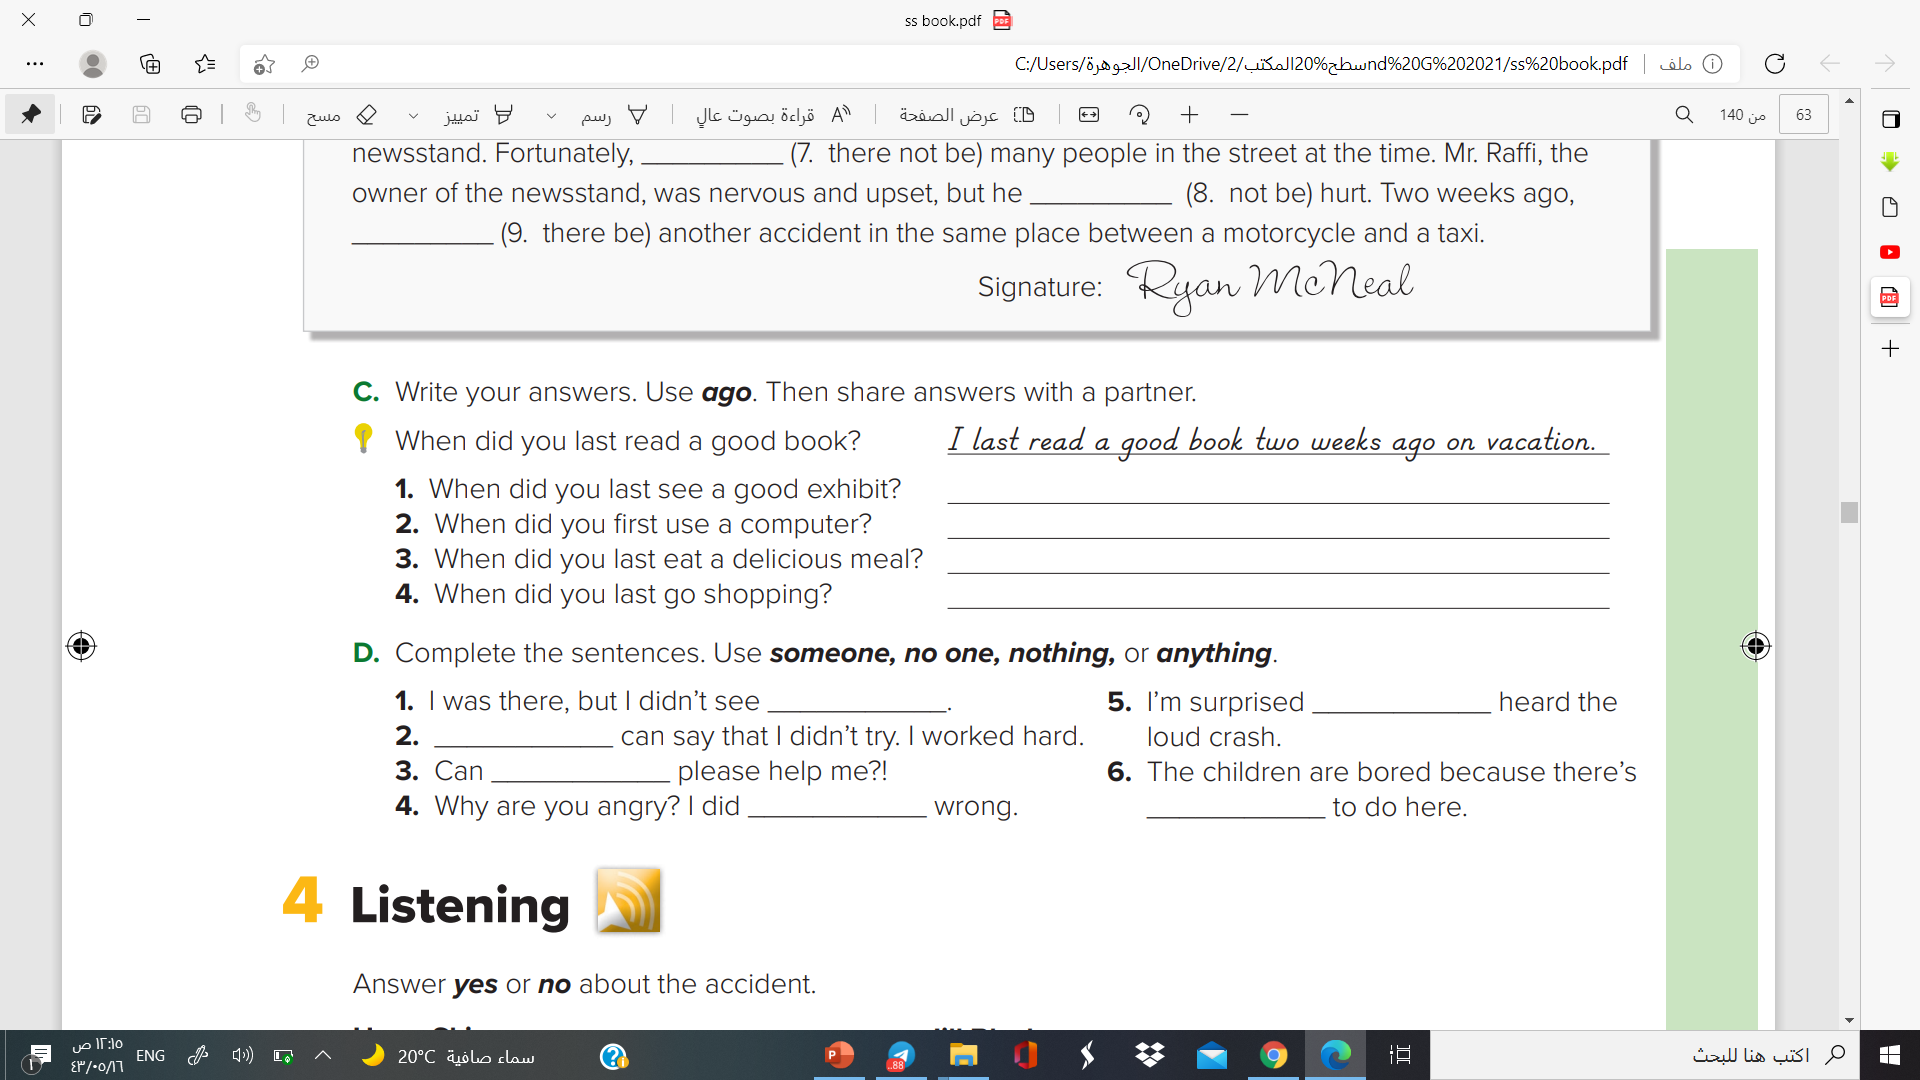 ss book.pdf
C:/Users/الجوهرة/OneDrive/2/سطح%20المكتبnd%20G%202021/ss%20book.pdf
ملف
مسح
تمييز
رسم
قراءة بصوت عالٍ
عرض الصفحة
من 140
63
newsstand. Fortunately, __________ (7. there not be) many people in the street at the time. Mr. Raffi, the
owner of the newsstand, was nervous and upset, but he __________ (8. not be) hurt. Two weeks ago,
__________ (9. there be) another accident in the same place between a motorcycle and a taxi.
Signature: Ryan McNeal
C. Write your answers. Use ago. Then share answers with a partner.
When did you last read a good book? I last read a good book two weeks ago on vacation.
1. When did you last see a good exhibit?
2. When did you first use a computer?
3. When did you last eat a delicious meal?
4. When did you last go shopping?
D. Complete the sentences. Use someone, no one, nothing, or anything.
1. I was there, but I didn't see ____________.
2. ____________ can say that I didn't try. I worked hard.
3. Can ____________ please help me?!
4. Why are you angry? I did ____________ wrong.
5. I'm surprised ____________ heard the
loud crash.
6. The children are bored because there's
____________ to do here.
4 Listening
Answer yes or no about the accident.
١٢:١٥ ص
٤٣/٠٥/١٦
ENG
20°C سماء صافية
.88
اكتب هنا للبحث